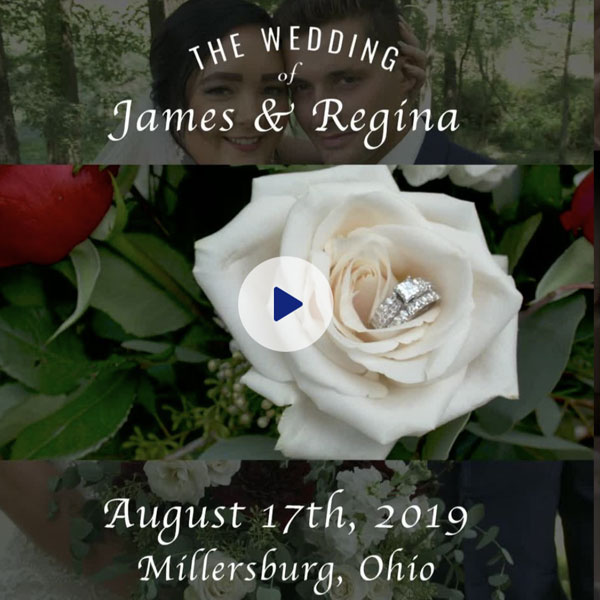 THE WEDDING
of
James & Regina
August 17th, 2019
Millersburg, Ohio